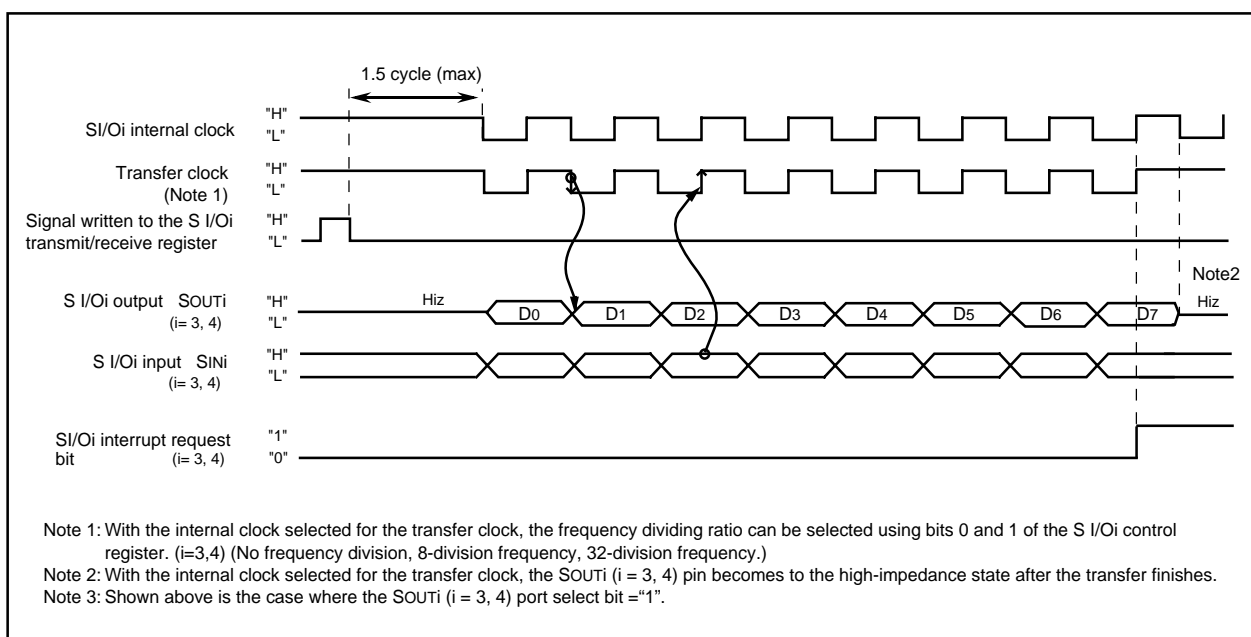 1.5 cycle (max)
SI/Oi internal clock
"H"
"L"
Transfer clock
(Note 1)
"H"
"L"
Signal written to the S I/Oi
transmit/receive register
"H"
"L"
S I/Oi output SOUTi
(i= 3, 4)
"H"
"L"
Hiz
D0
D1
D2
D3
D4
D5
D6
D7
Note2
Hiz
S I/Oi input SINi
(i= 3, 4)
"H"
"L"
SI/Oi interrupt request
bit (i= 3, 4)
"1"
"0"
Note 1: With the internal clock selected for the transfer clock, the frequency dividing ratio can be selected using bits 0 and 1 of the S I/Oi control
register. (i=3,4) (No frequency division, 8-division frequency, 32-division frequency.)
Note 2: With the internal clock selected for the transfer clock, the SOUTi (i = 3, 4) pin becomes to the high-impedance state after the transfer finishes.
Note 3: Shown above is the case where the SOUTi (i = 3, 4) port select bit =“1”.